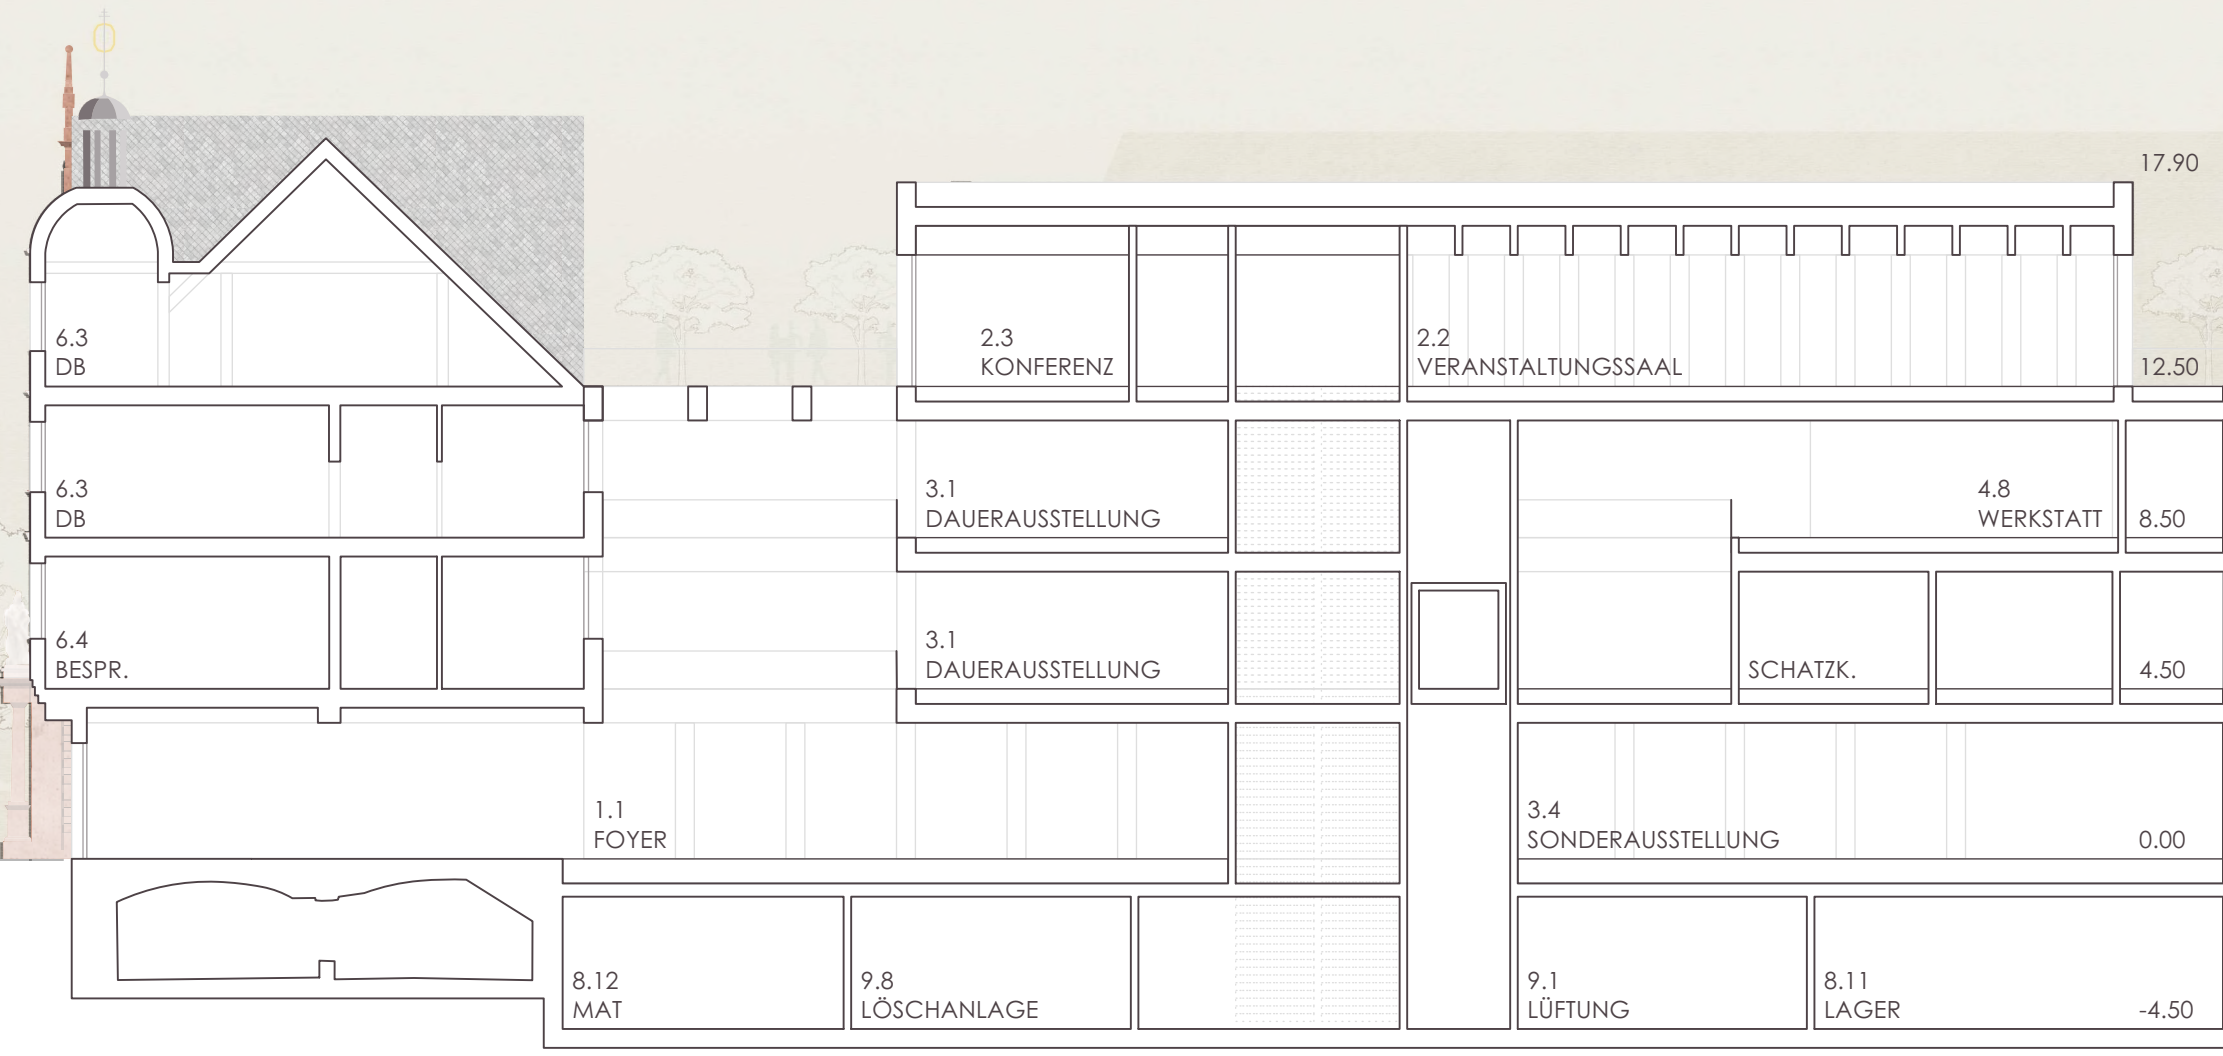 17.90
6.3
DB
2.3
KONFERENZ
2.2
VERANSTALTUNGSSAAL
12.50
6.3
DB
3.1
DAUERAUSSTELLUNG
4.8
WERKSTATT
8.50
6.4
BESPR.
3.1
DAUERAUSSTELLUNG
SCHATZK.
4.50
1.1
FOYER
3.4
SONDERAUSSTELLUNG
0.00
8.12
MAT
9.8
LÖSCHANLAGE
9.1
LÜFTUNG
8.11
LAGER
-4.50